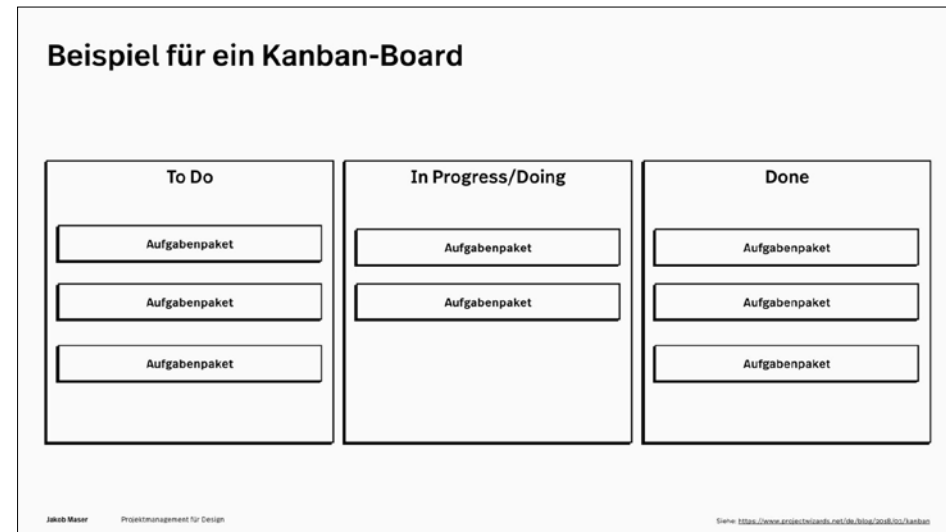 Beispiel für ein Kanban-Board
To Do
Aufgabenpaket
Aufgabenpaket
Aufgabenpaket
In Progress/Doing
Aufgabenpaket
Aufgabenpaket
Done
Aufgabenpaket
Aufgabenpaket
Aufgabenpaket
Jakob Maser Projektmanagement für Design
Siehe: https://www.projectwizards.net/de/blog/2018/01/kanban